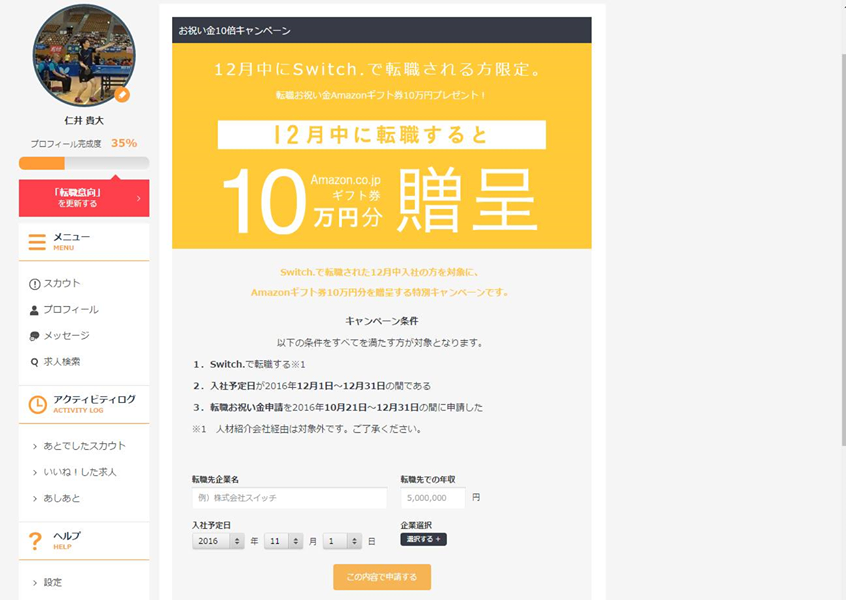 仁井 貴大
プロフィール完成度 35%
「転職意向」
を更新する
メニュー
MENU
スカウト
プロフィール
メッセージ
求人検索
アクティビティログ
ACTIVITY LOG
あとでしたスカウト
いいね！した求人
あしあと
ヘルプ
HELP
設定
お祝い金10倍キャンペーン
12月中にSwitch.で転職される方限定。
転職お祝い金Amazonギフト券10万円プレゼント！
12月中に転職すると
10
Amazon.co.jp
ギフト券
万円分
贈呈
Switch.で転職された12月中入社の方を対象に、
Amazonギフト券10万円分を贈呈する特別キャンペーンです。
キャンペーン条件
以下の条件をすべてを満たす方が対象となります。
1．Switch.で転職する※1
2．入社予定日が2016年12月1日～12月31日の間である
3．転職お祝い金申請を2016年10月21日～12月31日の間に申請した
※1　人材紹介会社経由は対象外です。ご了承ください。
転職先企業名
例）株式会社スイッチ
転職先での年収
5,000,000 円
入社予定日
2016 年 11 月 1 日
企業選択
選択する +
この内容で申請する